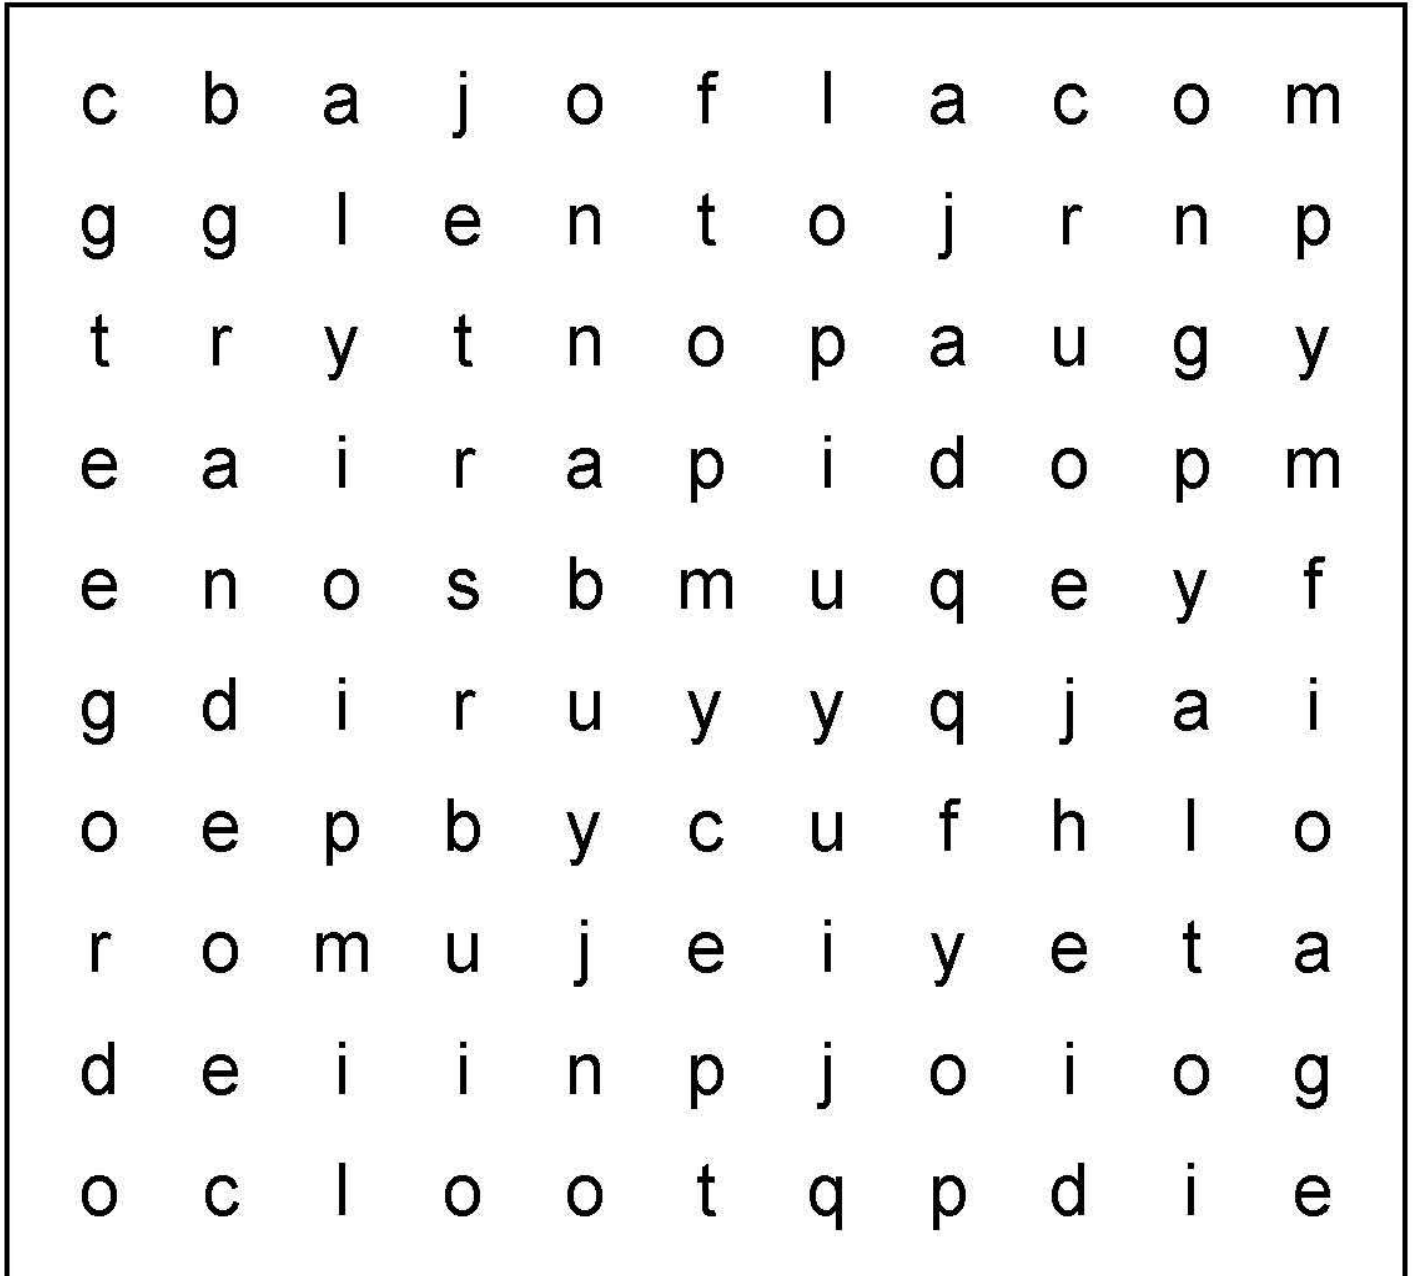 c b a j o f l a c o m
g g l e n t o j r n p
t r y t n o p a u g y
e a i r a p i d o p m
e n o s b m u q e y f
g d i r u y y q j a i
o e p b y c u f h l o
r o m u j e i y e t a
d e i i n p j o i o g
o c l o o t q p d i e